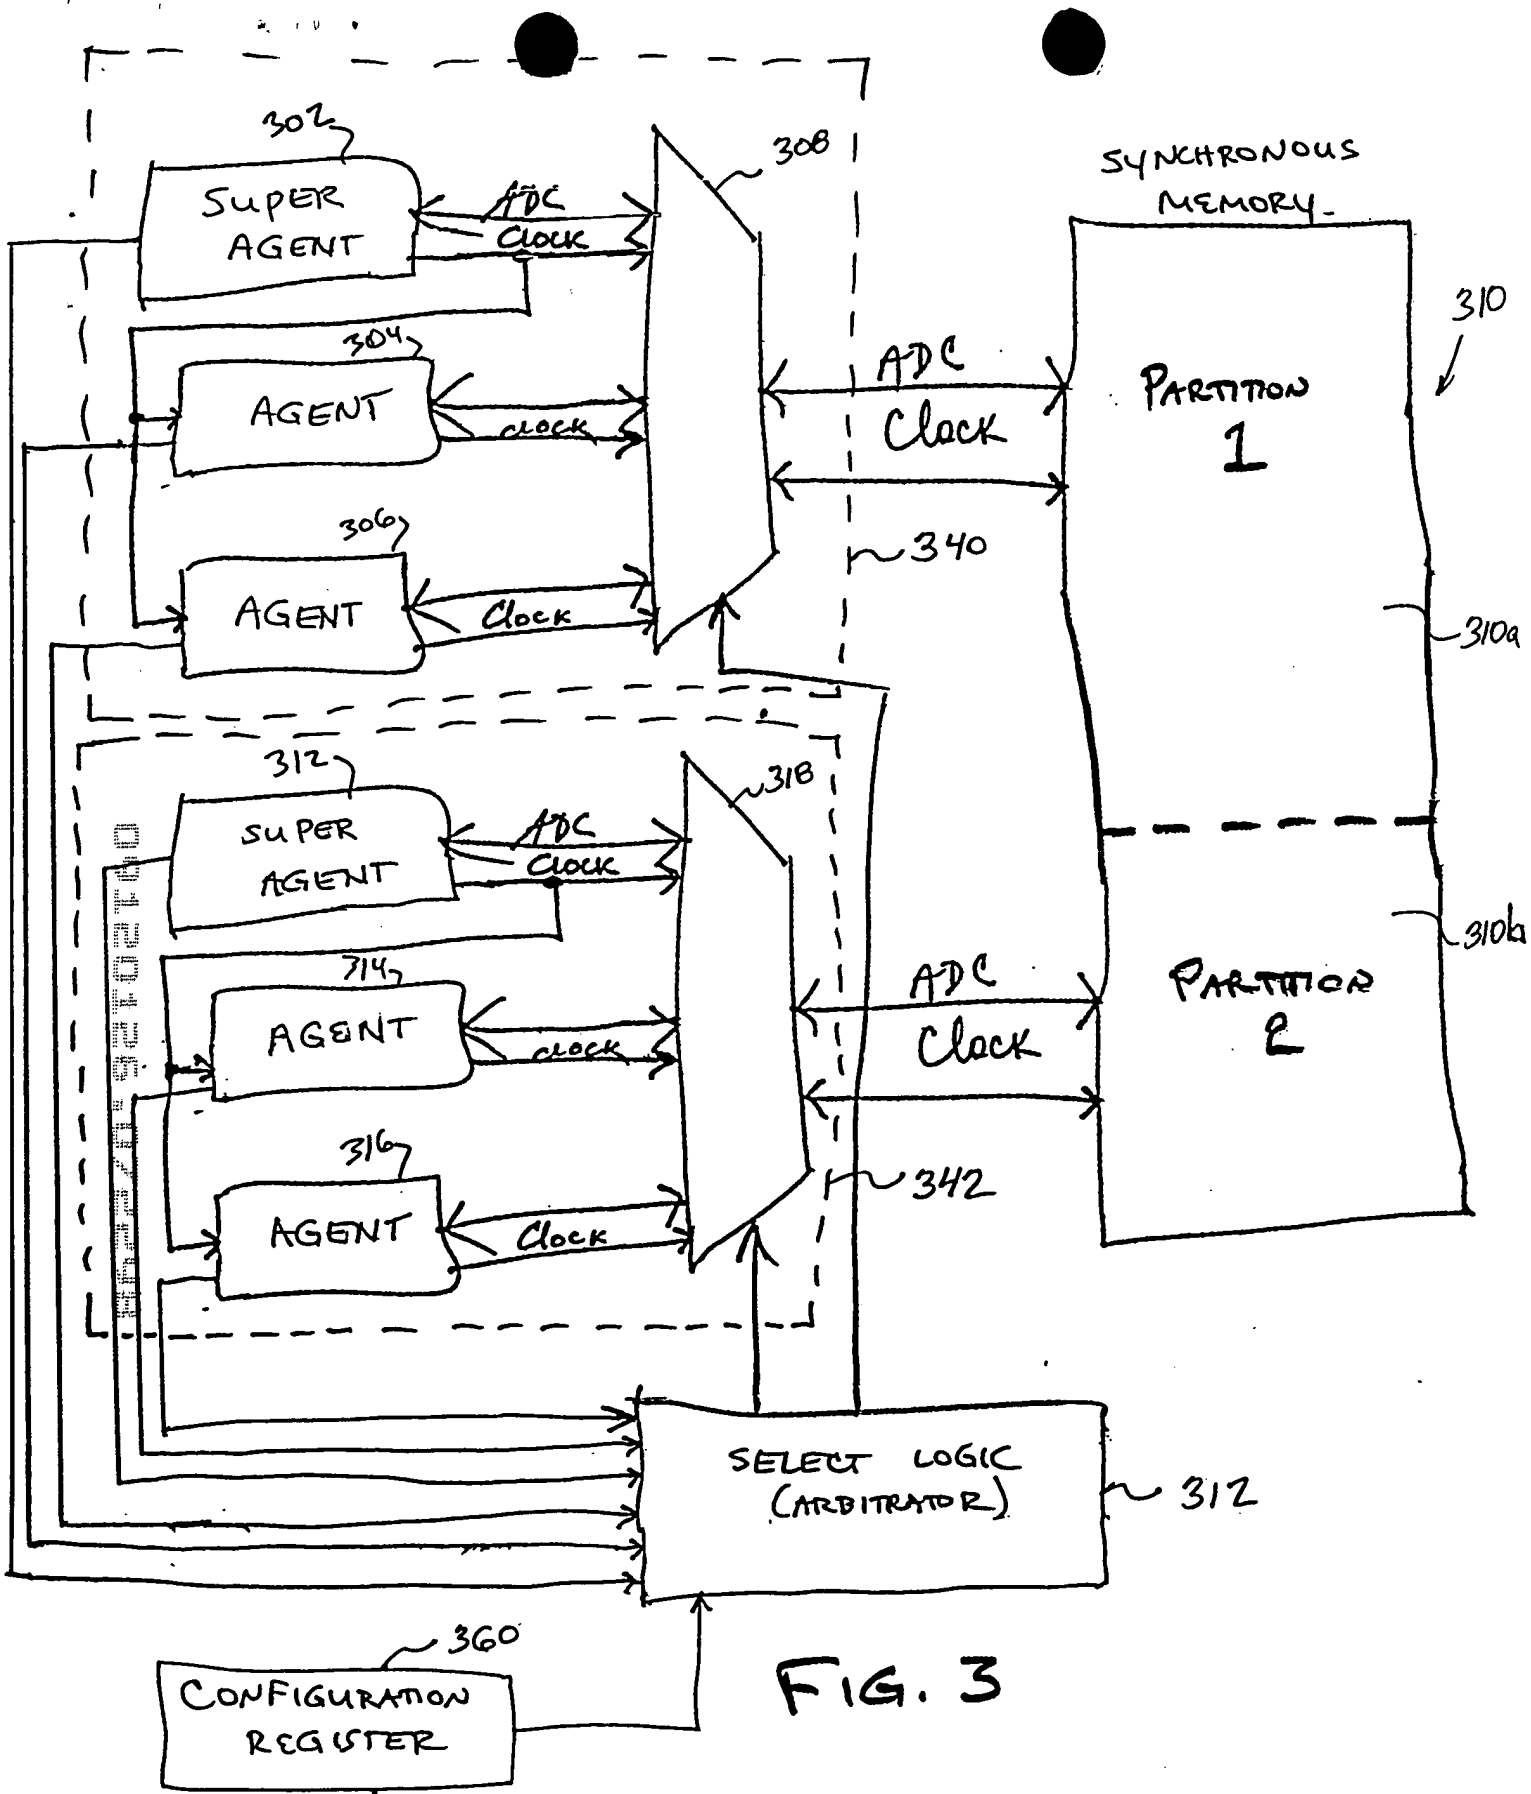 302
SUPER
AGENT
ADC
Clock
308
SYNCHRONOUS
MEMORY
310
304
AGENT
clock
ADC
Clock
PARTITION
1
306
AGENT
Clock
340
310a
312
SUPER
AGENT
ADC
Clock
318
310b
314
AGENT
clock
ADC
Clock
PARTITION
2
316
AGENT
Clock
342
SELECT LOGIC
(ARBITRATOR)
312
360
CONFIGURATION
REGISTER
FIG. 3